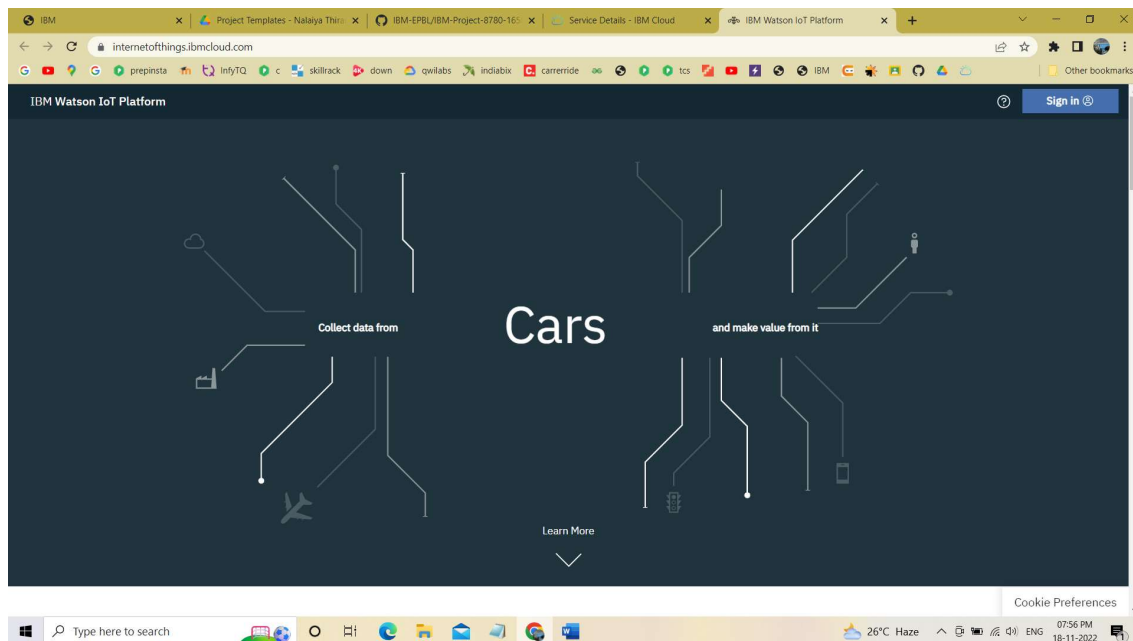 IBM
Project Templates - Nalaiya Thira
IBM-EPBL/IBM-Project-8780-165
Service Details - IBM Cloud
IBM Watson IoT Platform
internetofthings.ibmcloud.com
prepinsta
InfyTQ
c
skillrack
down
qwilabs
indiabix
carrerride
tcs
IBM
Other bookmarks
IBM Watson IoT Platform
Sign in
Collect data from
Cars
and make value from it
Learn More
Cookie Preferences
Type here to search
26°C Haze
ENG
07:56 PM
18-11-2022